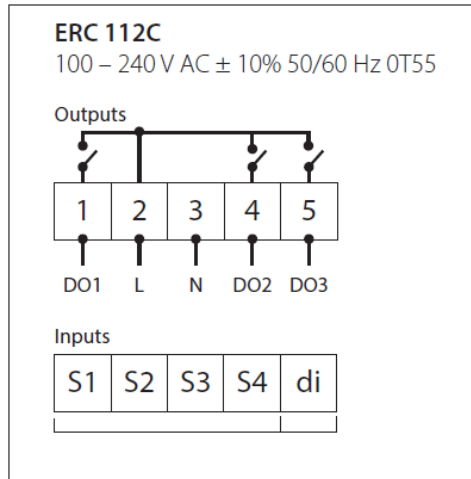 ERC 112C
100 – 240 V AC ± 10% 50/60 Hz 0T55
Outputs
1 2 3 4 5
DO1 L N DO2 DO3
Inputs
S1 S2 S3 S4 di